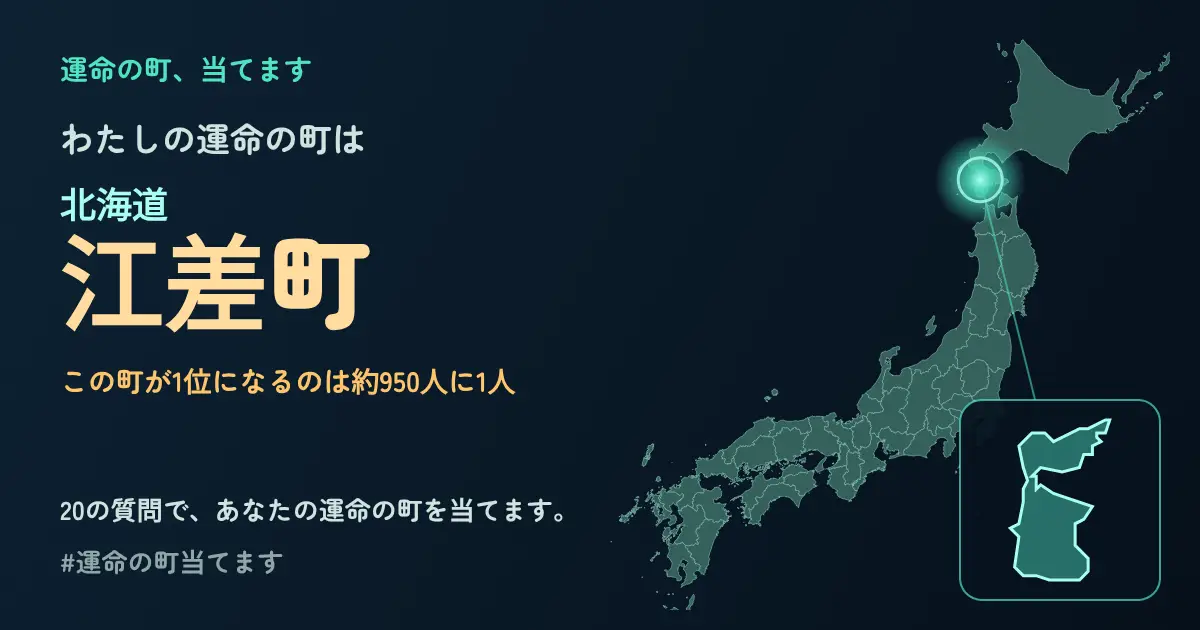 運命の町、当てます
わたしの運命の町は
北海道
江差町
この町が1位になるのは約950人に1人
20の質問で、あなたの運命の町を当てます。
#運命の町当てます